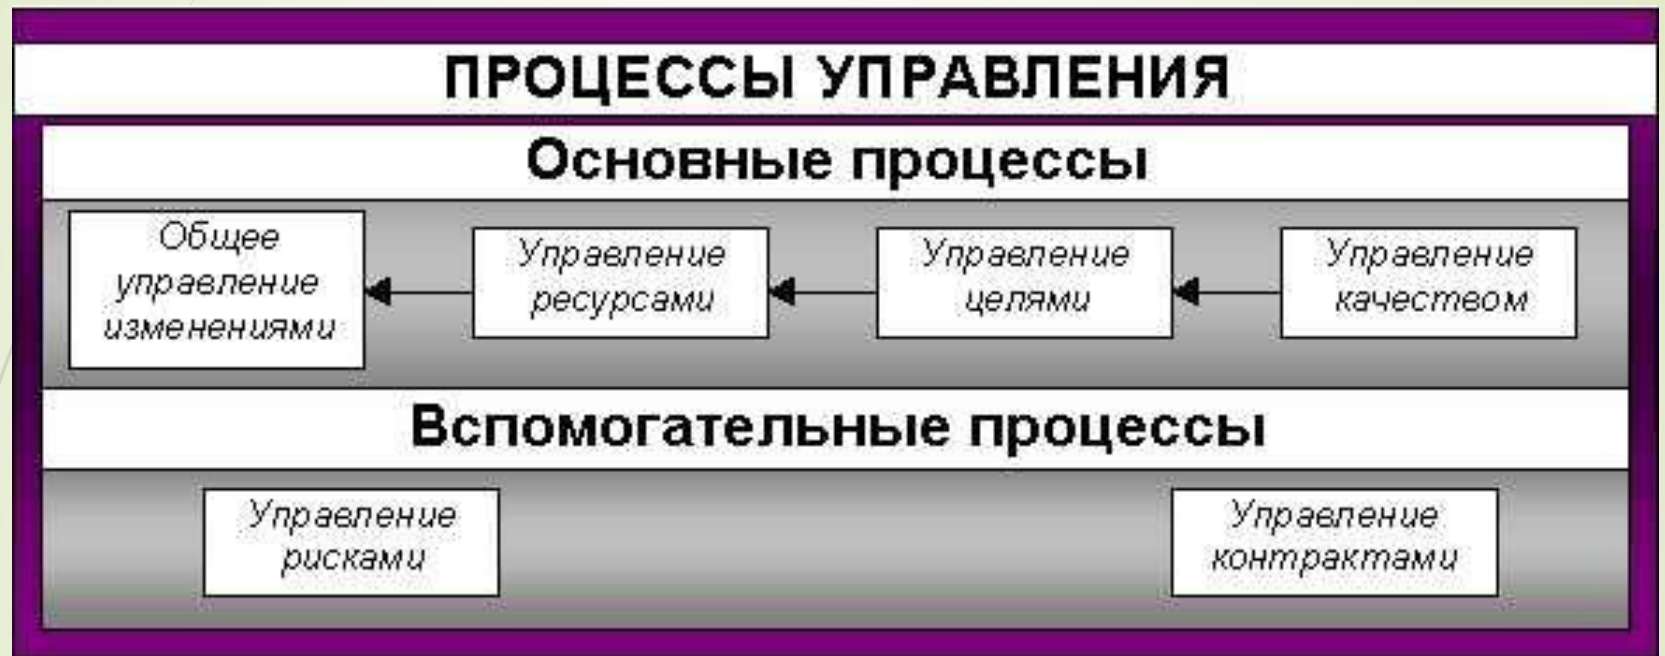 ПРОЦЕССЫ УПРАВЛЕНИЯ
Основные процессы
Общее
управление
изменениями
Управление
ресурсами
Управление
целями
Управление
качеством
Вспомогательные процессы
Управление
рисками
Управление
контрактами